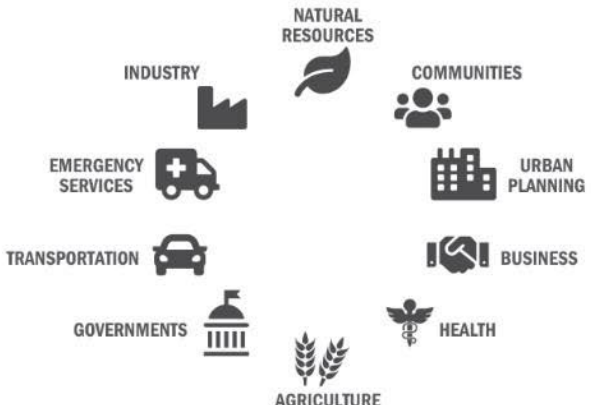 NATURAL
RESOURCES
INDUSTRY
COMMUNITIES
EMERGENCY
SERVICES
URBAN
PLANNING
TRANSPORTATION
BUSINESS
GOVERNMENTS
HEALTH
AGRICULTURE